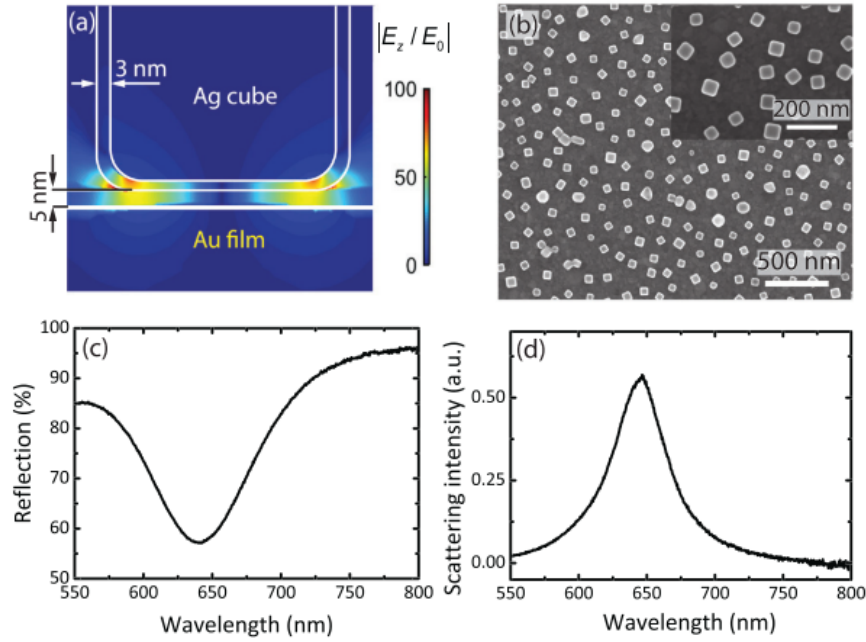 (a)
|E_z / E_0|
3 nm
Ag cube
100
50
0
5 nm
Au film
(b)
200 nm
500 nm
(c)
Reflection (%)
100
90
80
70
60
50
550 600 650 700 750 800
Wavelength (nm)
(d)
Scattering intensity (a.u.)
0.50
0.25
0.00
550 600 650 700 750 800
Wavelength (nm)